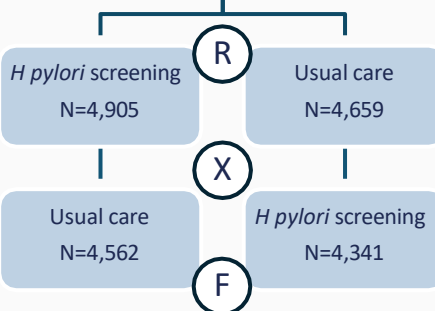 R
H pylori screening
N=4,905
Usual care
N=4,659
X
Usual care
N=4,562
H pylori screening
N=4,341
F